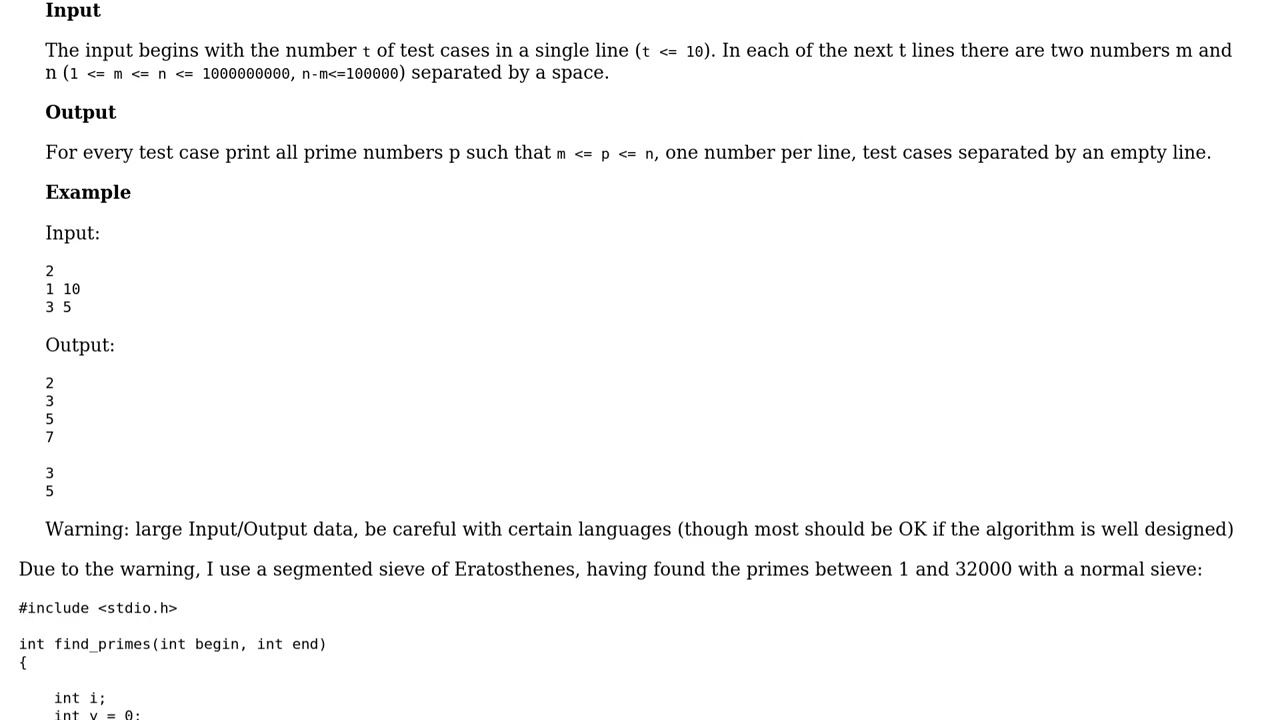 Input
The input begins with the number t of test cases in a single line (t <= 10). In each of the next t lines there are two numbers m and
n (1 <= m <= n <= 1000000000, n-m<=100000) separated by a space.
Output
For every test case print all prime numbers p such that m <= p <= n, one number per line, test cases separated by an empty line.
Example
Input:
2
1 10
3 5
Output:
2
3
5
7
3
5
Warning: large Input/Output data, be careful with certain languages (though most should be OK if the algorithm is well designed)
Due to the warning, I use a segmented sieve of Eratosthenes, having found the primes between 1 and 32000 with a normal sieve:
#include <stdio.h>
int find_primes(int begin, int end)
{
int i;
int y = 0;